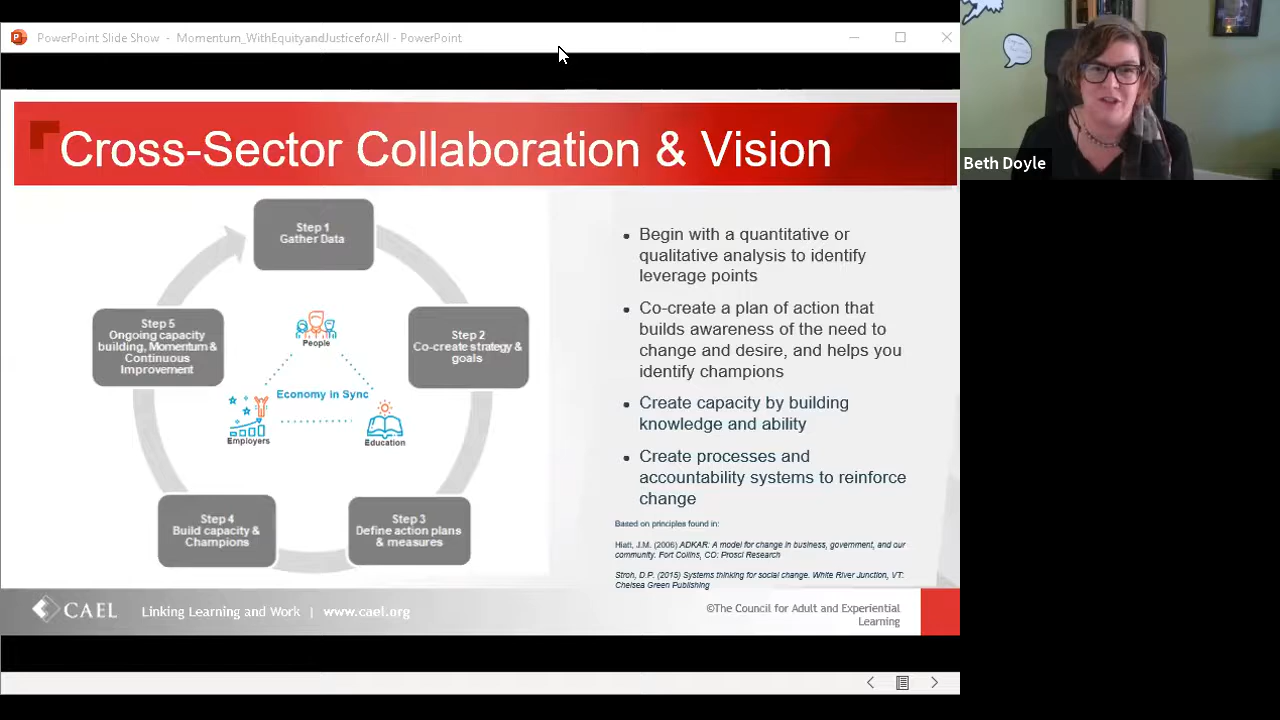 PowerPoint Slide Show - Momentum_WithEquityandJusticeforAll - PowerPoint
Cross-Sector Collaboration & Vision
Step 1
Gather Data
Step 2
Co-create strategy &
goals
Step 3
Define action plans
& measures
Step 4
Build capacity &
Champions
Step 5
Ongoing capacity
building, Momentum &
Continuous
Improvement
People
Economy in Sync
Employers
Education
• Begin with a quantitative or
qualitative analysis to identify
leverage points
• Co-create a plan of action that
builds awareness of the need to
change and desire, and helps you
identify champions
• Create capacity by building
knowledge and ability
• Create processes and
accountability systems to reinforce
change
Based on principles found in:
Hiatt, J.M. (2006) ADKAR: A model for change in business, government, and our
community. Fort Collins, CO: Prosci Research
Stroh, D.P. (2015) Systems thinking for social change. White River Junction, VT:
Chelsea Green Publishing
CAEL
Linking Learning and Work | www.cael.org
©The Council for Adult and Experiential
Learning
Beth Doyle